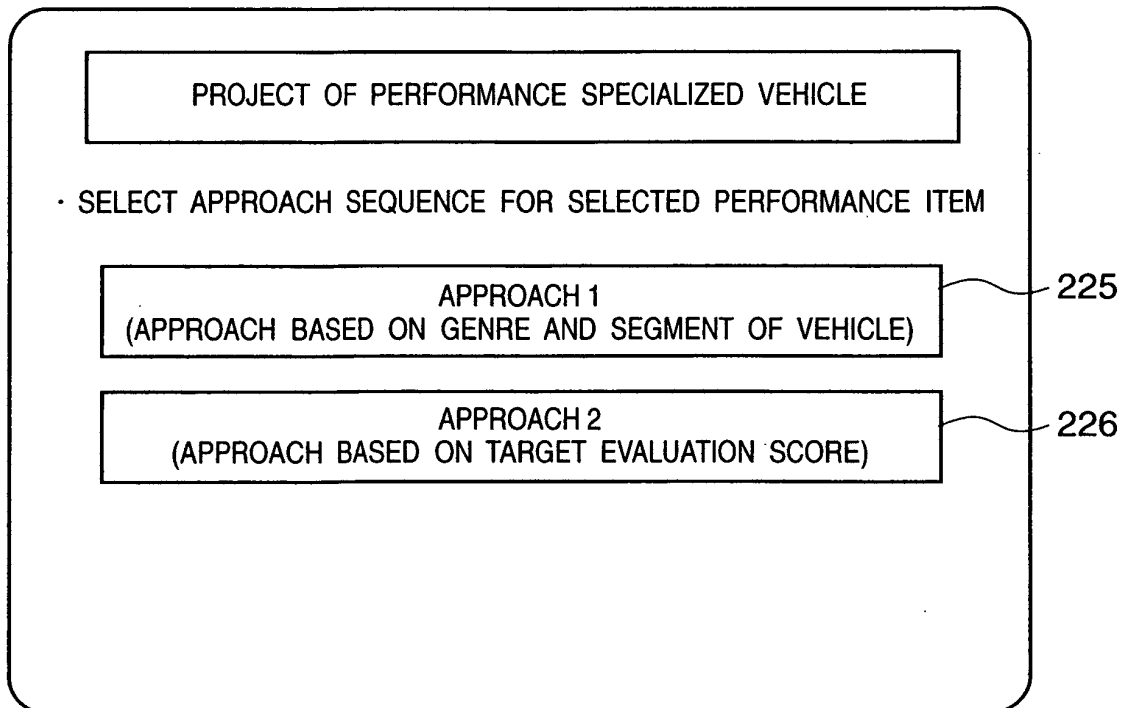 PROJECT OF PERFORMANCE SPECIALIZED VEHICLE
· SELECT APPROACH SEQUENCE FOR SELECTED PERFORMANCE ITEM
APPROACH 1
(APPROACH BASED ON GENRE AND SEGMENT OF VEHICLE)
225
APPROACH 2
(APPROACH BASED ON TARGET EVALUATION SCORE)
226